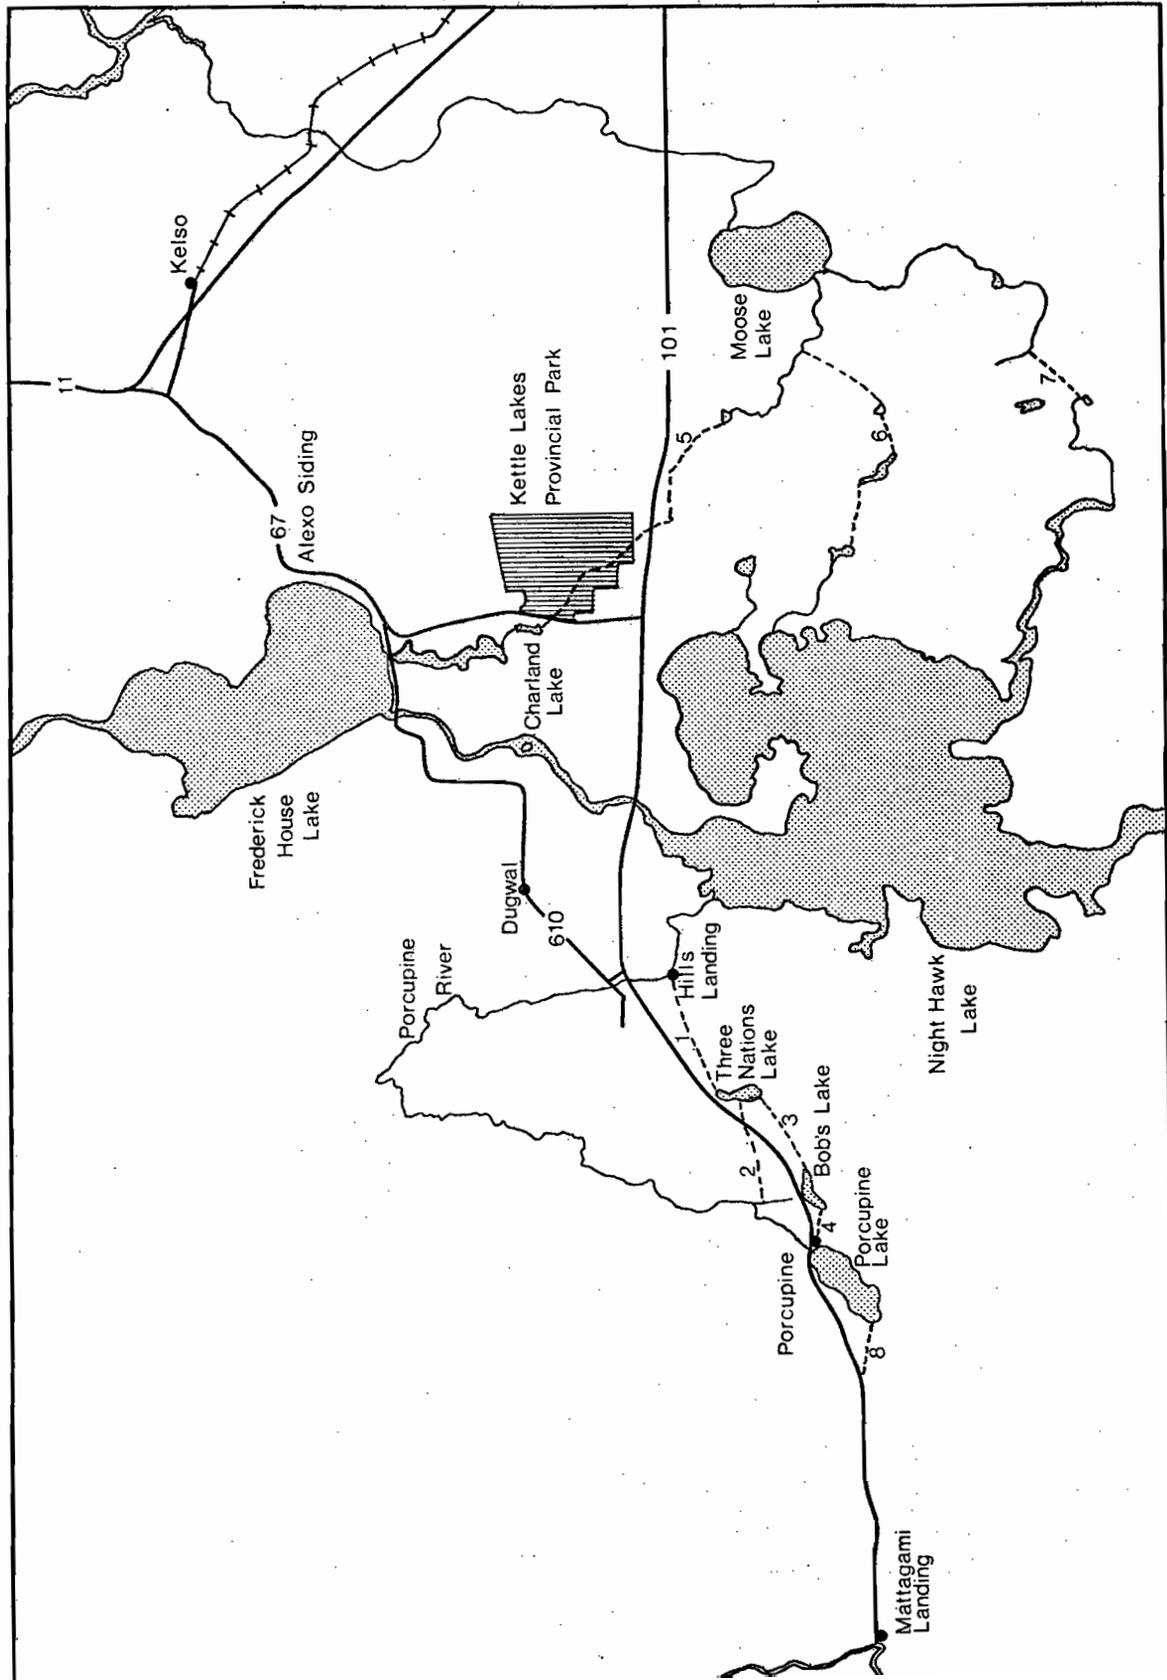 11
Kelso
67
Alexo Siding
Kettle Lakes
Provincial Park
101
Moose
Lake
5
6
7
Frederick
House
Lake
Charland
Lake
Dugwal
610
Porcupine
River
Hills
Landing
1
Three
Nations
Lake
2
3
Bob's Lake
4
Porcupine
Lake
Porcupine
8
Night Hawk
Lake
Mattagami
Landing